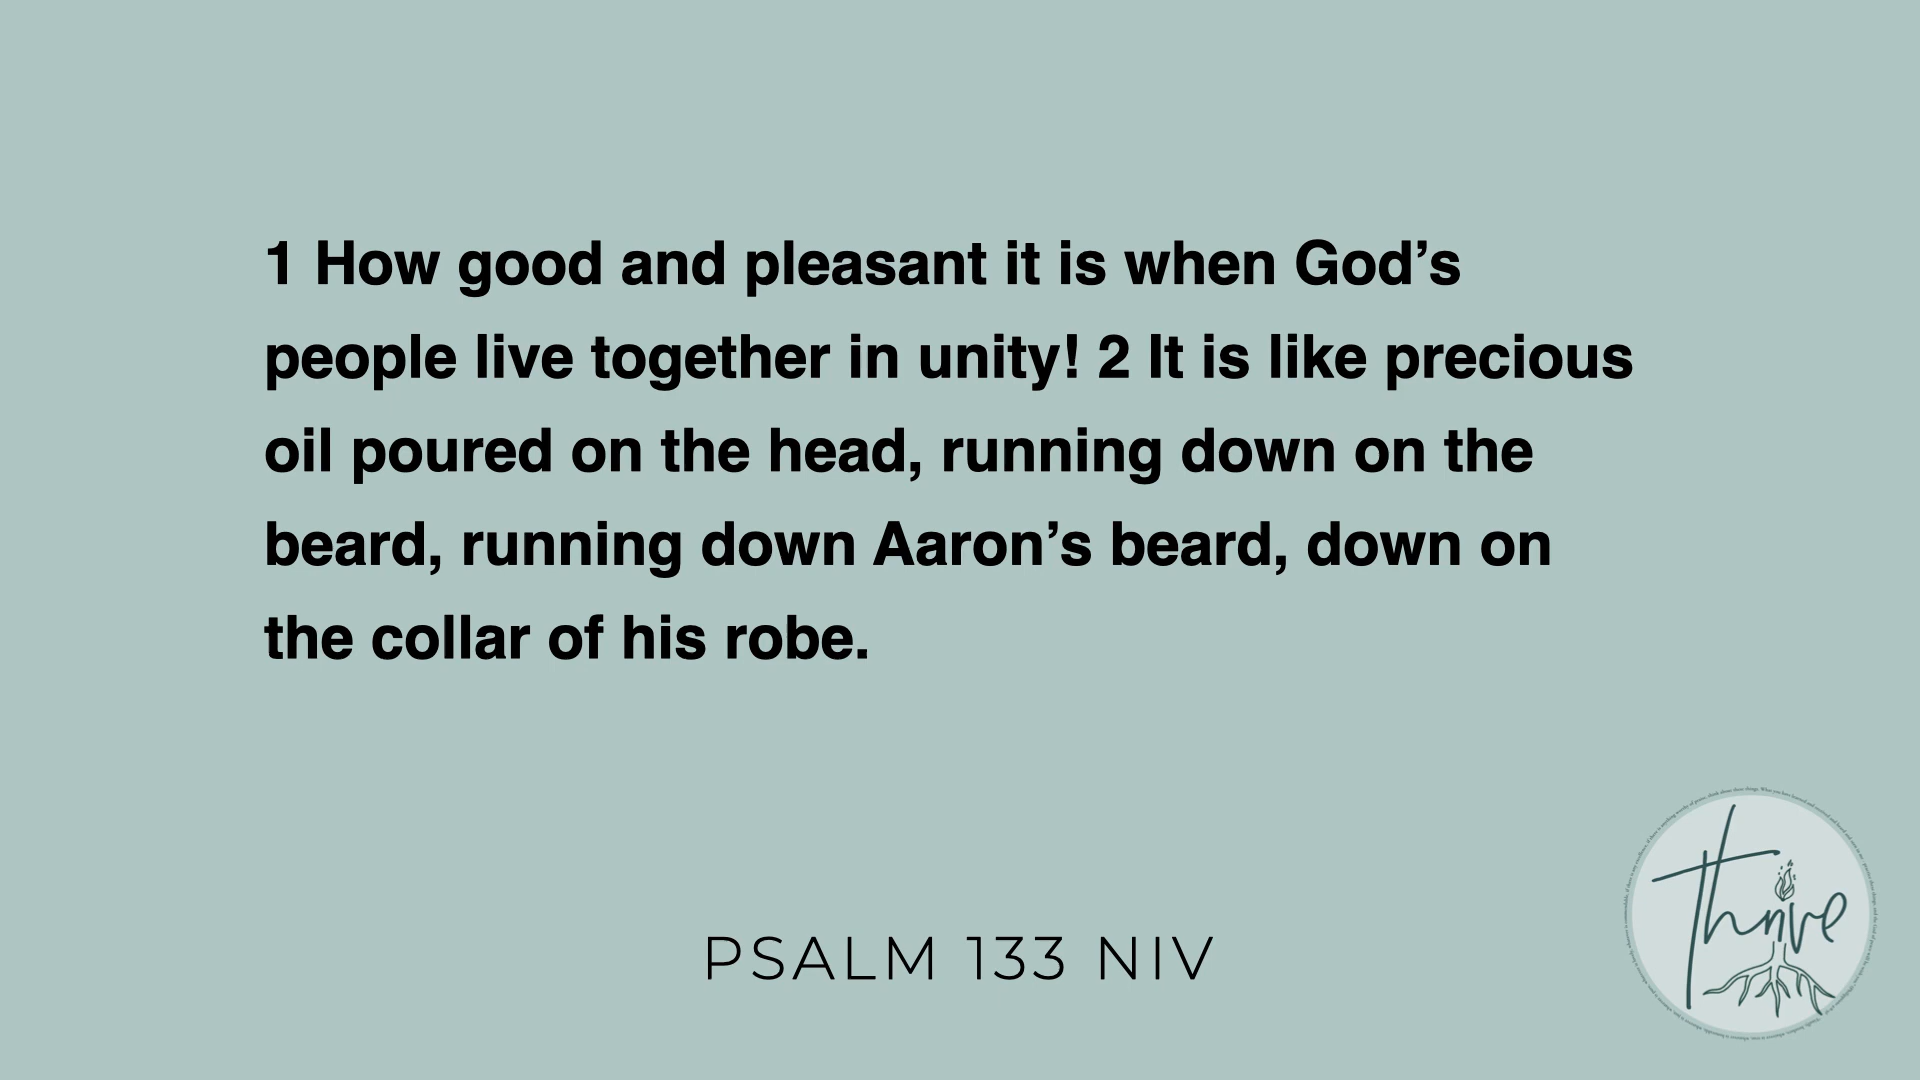 1 How good and pleasant it is when God’s
people live together in unity! 2 It is like precious
oil poured on the head, running down on the
beard, running down Aaron’s beard, down on
the collar of his robe.
PSALM 133 NIV
thrive